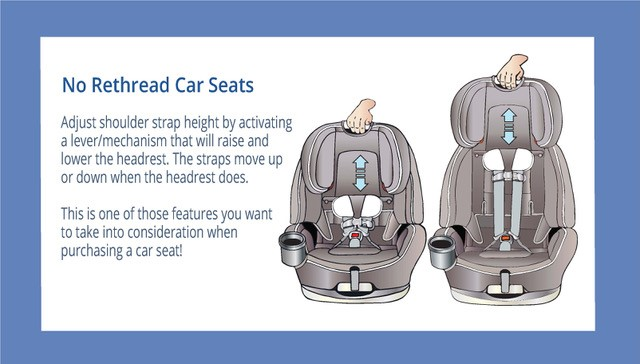 No Rethread Car Seats
Adjust shoulder strap height by activating
a lever/mechanism that will raise and
lower the headrest. The straps move up
or down when the headrest does.
This is one of those features you want
to take into consideration when
purchasing a car seat!